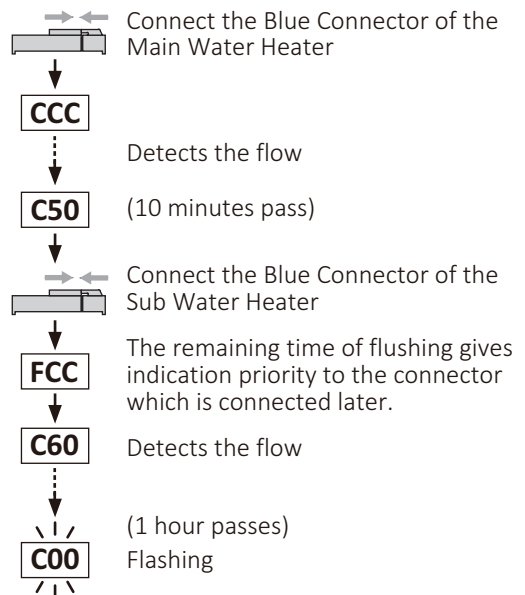 Connect the Blue Connector of the
Main Water Heater
CCC
Detects the flow
C50
(10 minutes pass)
Connect the Blue Connector of the
Sub Water Heater
FCC
The remaining time of flushing gives
indication priority to the connector
which is connected later.
C60
Detects the flow
(1 hour passes)
C00
Flashing